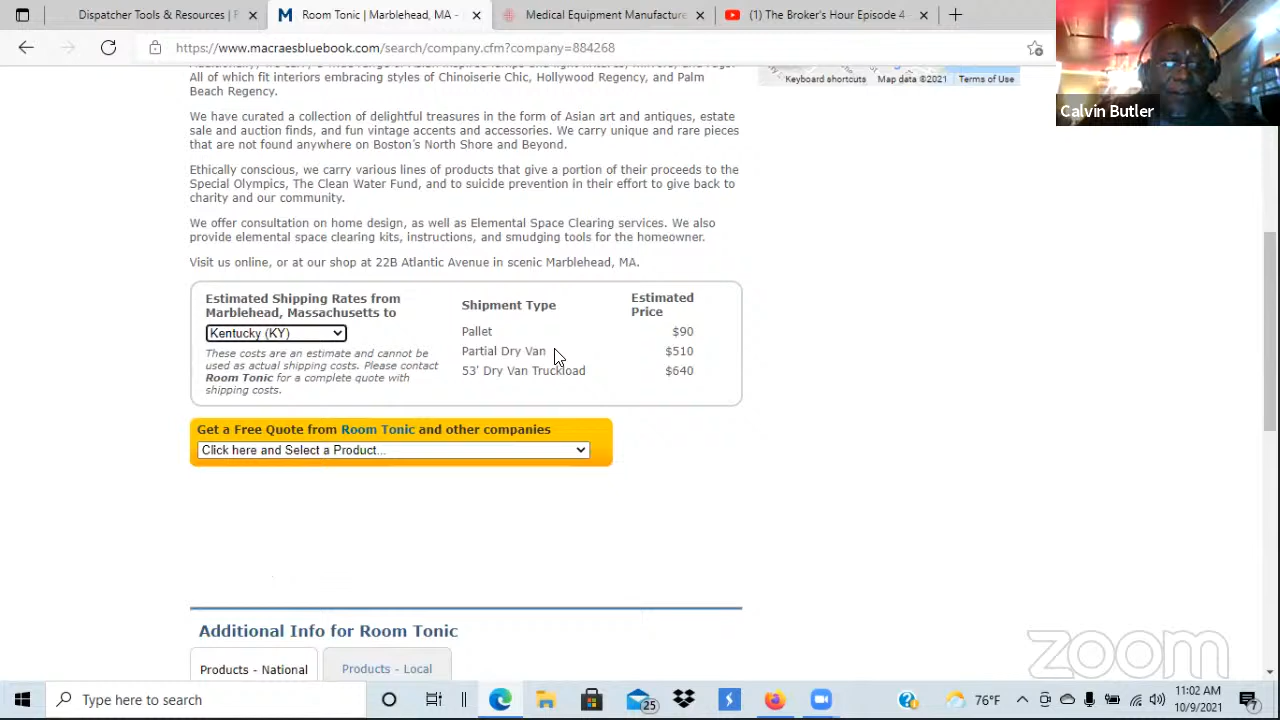 Dispatcher Tools & Resources |
Room Tonic | Marblehead, MA -
Medical Equipment Manufacture
(1) The Broker's Hour Episode 4 -
https://www.macraesbluebook.com/search/company.cfm?company=884268
Calvin Butler
Keyboard shortcuts
Map data ©2021
Terms of Use
All of which fit interiors embracing styles of Chinoiserie Chic, Hollywood Regency, and Palm
Beach Regency.
We have curated a collection of delightful treasures in the form of Asian art and antiques, estate
sale and auction finds, and fun vintage accents and accessories. We carry unique and rare pieces
that are not found anywhere on Boston's North Shore and Beyond.
Ethically conscious, we carry various lines of products that give a portion of their proceeds to the
Special Olympics, The Clean Water Fund, and to suicide prevention in their effort to give back to
charity and our community.
We offer consultation on home design, as well as Elemental Space Clearing services. We also
provide elemental space clearing kits, instructions, and smudging tools for the homeowner.
Visit us online, or at our shop at 22B Atlantic Avenue in scenic Marblehead, MA.
Estimated Shipping Rates from
Marblehead, Massachusetts to
Kentucky (KY)
These costs are an estimate and cannot be
used as actual shipping costs. Please contact
Room Tonic for a complete quote with
shipping costs.
Shipment Type
Estimated
Price
Pallet $90
Partial Dry Van $510
53' Dry Van Truckload $640
Get a Free Quote from Room Tonic and other companies
Click here and Select a Product...
Additional Info for Room Tonic
Products - National
Products - Local
zoom
Type here to search
25
76°F
11:02 AM
10/9/2021
7